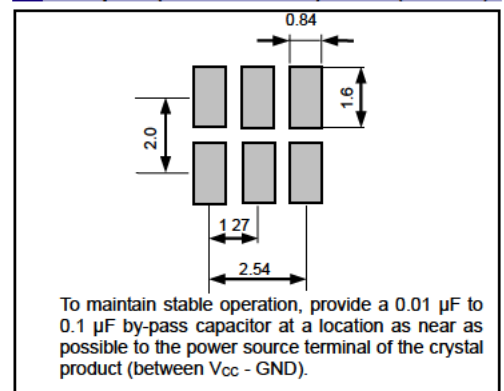 0.84
1.6
2.0
1 27
2.54
To maintain stable operation, provide a 0.01 µF to
0.1 µF by-pass capacitor at a location as near as
possible to the power source terminal of the crystal
product (between VCC - GND).